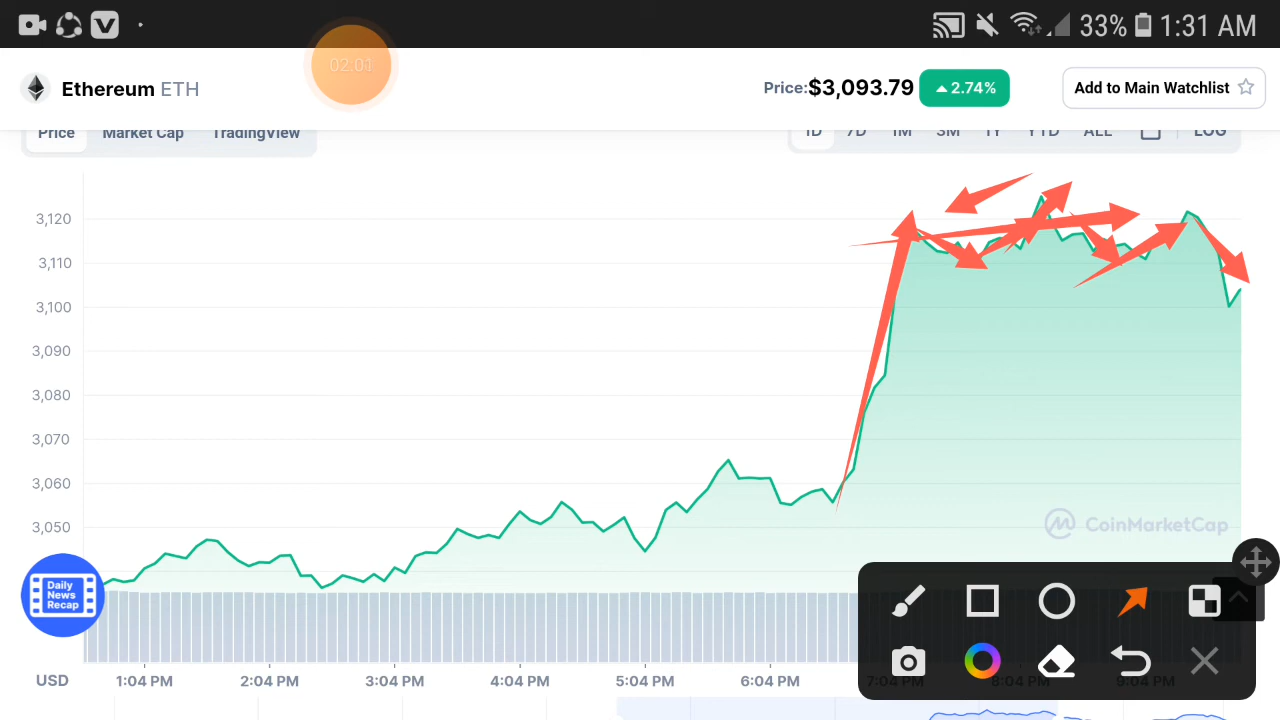 33% 1:31 AM
02:01
Ethereum ETH
Price:$3,093.79 2.74%
Add to Main Watchlist
Price Market Cap TradingView
1D 7D 1M 3M 1Y YTD ALL LOG
3,120
3,110
3,100
3,090
3,080
3,070
3,060
3,050
CoinMarketCap
Daily
News
Recap
USD 1:04 PM 2:04 PM 3:04 PM 4:04 PM 5:04 PM 6:04 PM 7:04 PM 8:04 PM 9:04 PM